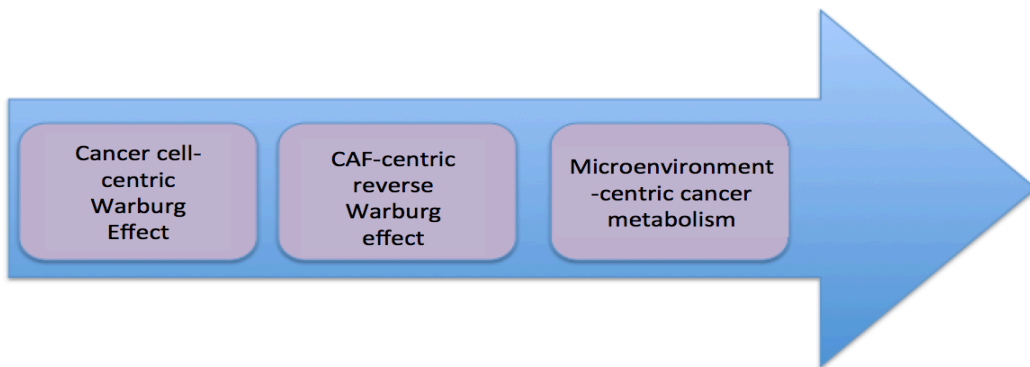 Cancer cell-
centric
Warburg
Effect
CAF-centric
reverse
Warburg
effect
Microenvironment
-centric cancer
metabolism